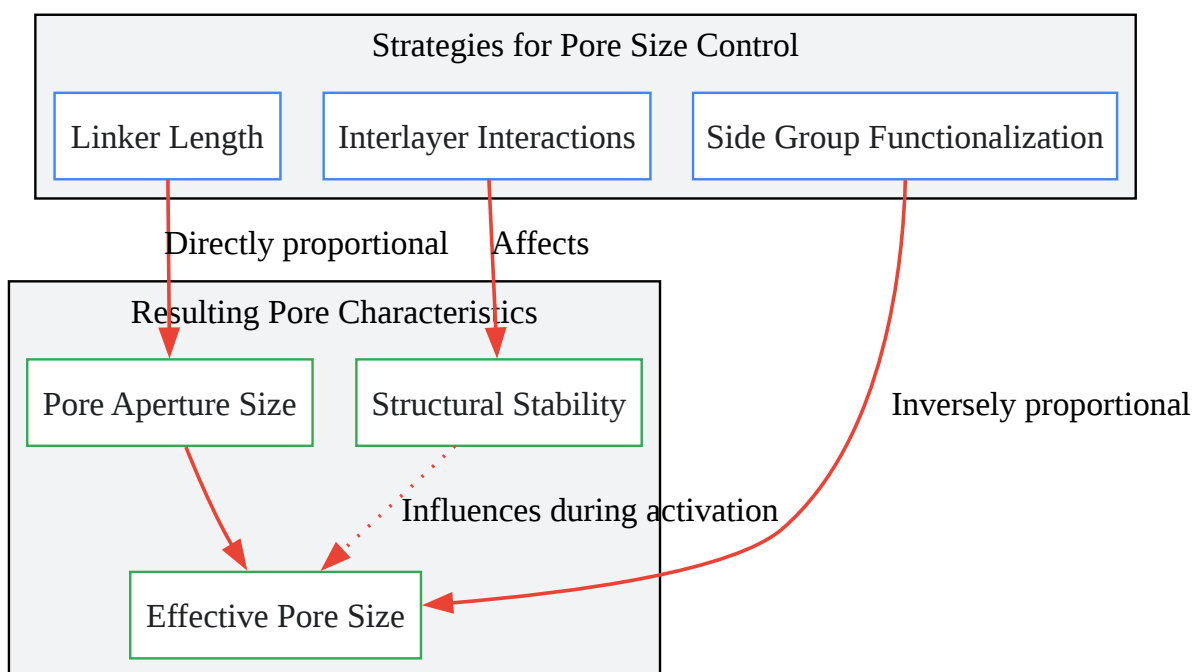 Strategies for Pore Size Control
Linker Length
Interlayer Interactions
Side Group Functionalization
Directly proportional
Affects
Resulting Pore Characteristics
Pore Aperture Size
Structural Stability
Inversely proportional
Influences during activation
Effective Pore Size